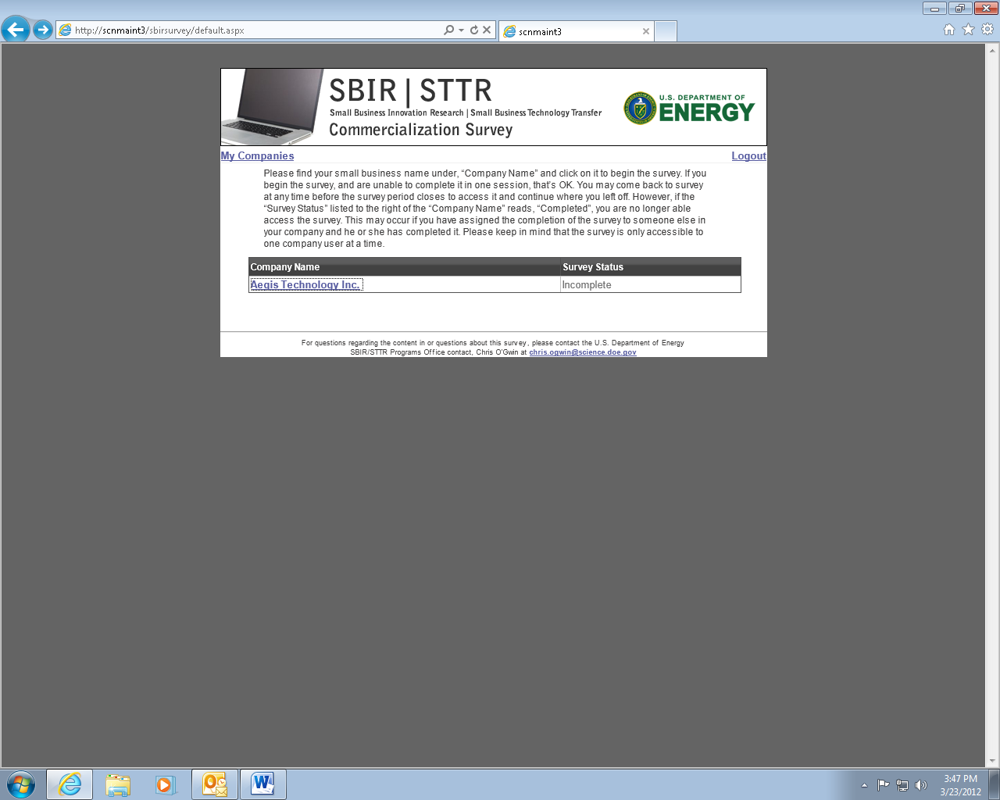 http://scnmaint3/sbirsurvey/default.aspx
scnmaint3
SBIR | STTR
Small Business Innovation Research | Small Business Technology Transfer
Commercialization Survey
U.S. DEPARTMENT OF
ENERGY
My Companies
Logout
Please find your small business name under, “Company Name” and click on it to begin the survey. If you
begin the survey, and are unable to complete it in one session, that’s OK. You may come back to survey
at any time before the survey period closes to access it and continue where you left off. However, if the
“Survey Status” listed to the right of the “Company Name” reads, “Completed”, you are no longer able
access the survey. This may occur if you have assigned the completion of the survey to someone else in
your company and he or she has completed it. Please keep in mind that the survey is only accessible to
one company user at a time.
Company Name
Survey Status
Aegis Technology Inc.
Incomplete
For questions regarding the content in or questions about this survey, please contact the U.S. Department of Energy
SBIR/STTR Programs Office contact, Chris O'Gwin at chris.ogwin@science.doe.gov
3:47 PM
3/23/2012